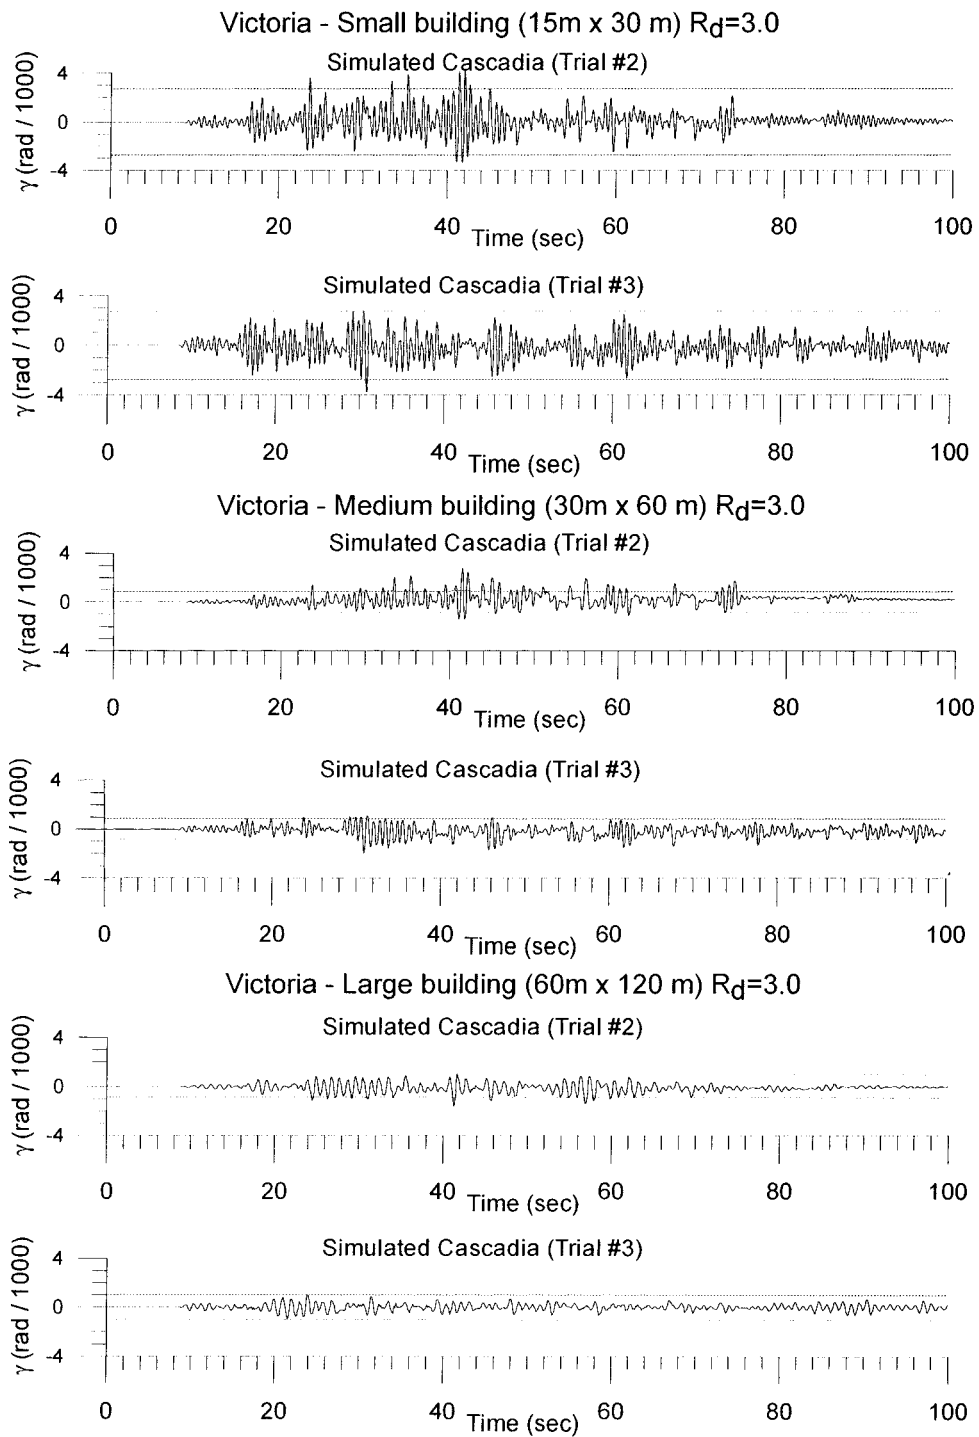 Victoria - Small building (15m x 30 m) Rd=3.0
Simulated Cascadia (Trial #2)
γ (rad / 1000)
4
0
-4
0 20 40 60 80 100
Time (sec)
Simulated Cascadia (Trial #3)
γ (rad / 1000)
4
0
-4
0 20 40 60 80 100
Time (sec)
Victoria - Medium building (30m x 60 m) Rd=3.0
Simulated Cascadia (Trial #2)
γ (rad / 1000)
4
0
-4
0 20 40 60 80 100
Time (sec)
Simulated Cascadia (Trial #3)
γ (rad / 1000)
4
0
-4
0 20 40 60 80 100
Time (sec)
Victoria - Large building (60m x 120 m) Rd=3.0
Simulated Cascadia (Trial #2)
γ (rad / 1000)
4
0
-4
0 20 40 60 80 100
Time (sec)
Simulated Cascadia (Trial #3)
γ (rad / 1000)
4
0
-4
0 20 40 60 80 100
Time (sec)